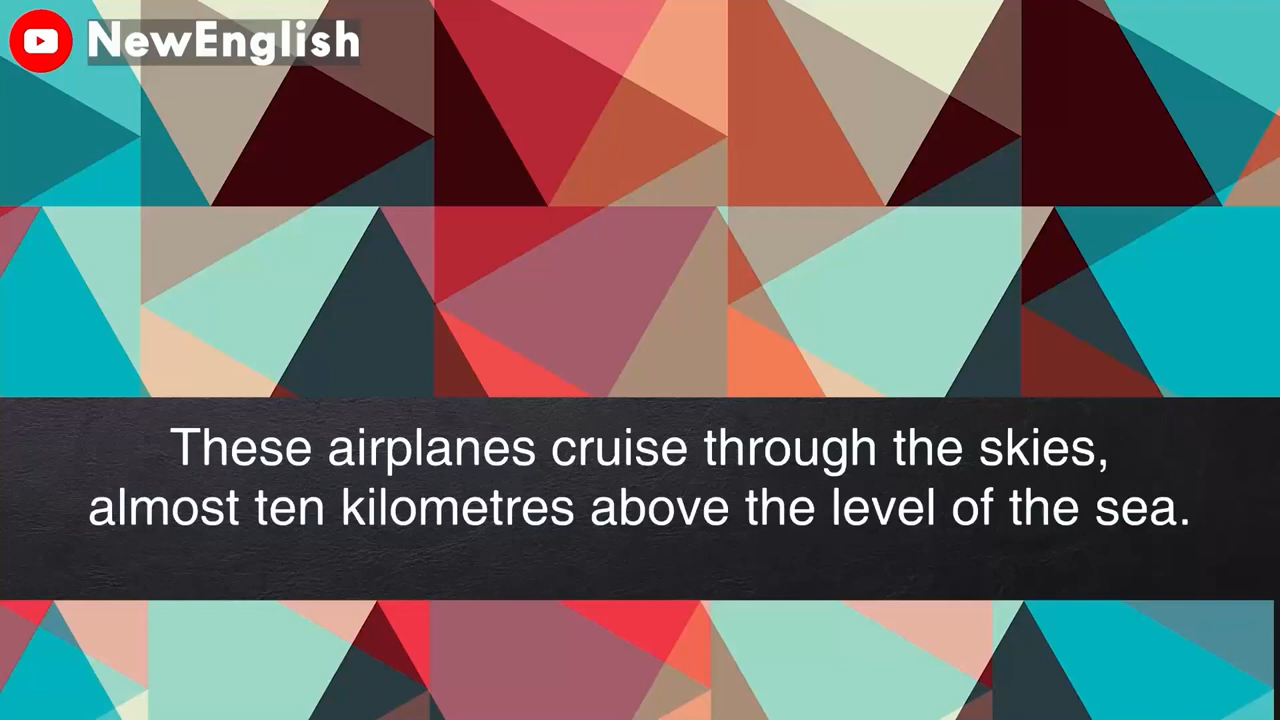 NewEnglish
These airplanes cruise through the skies,
almost ten kilometres above the level of the sea.